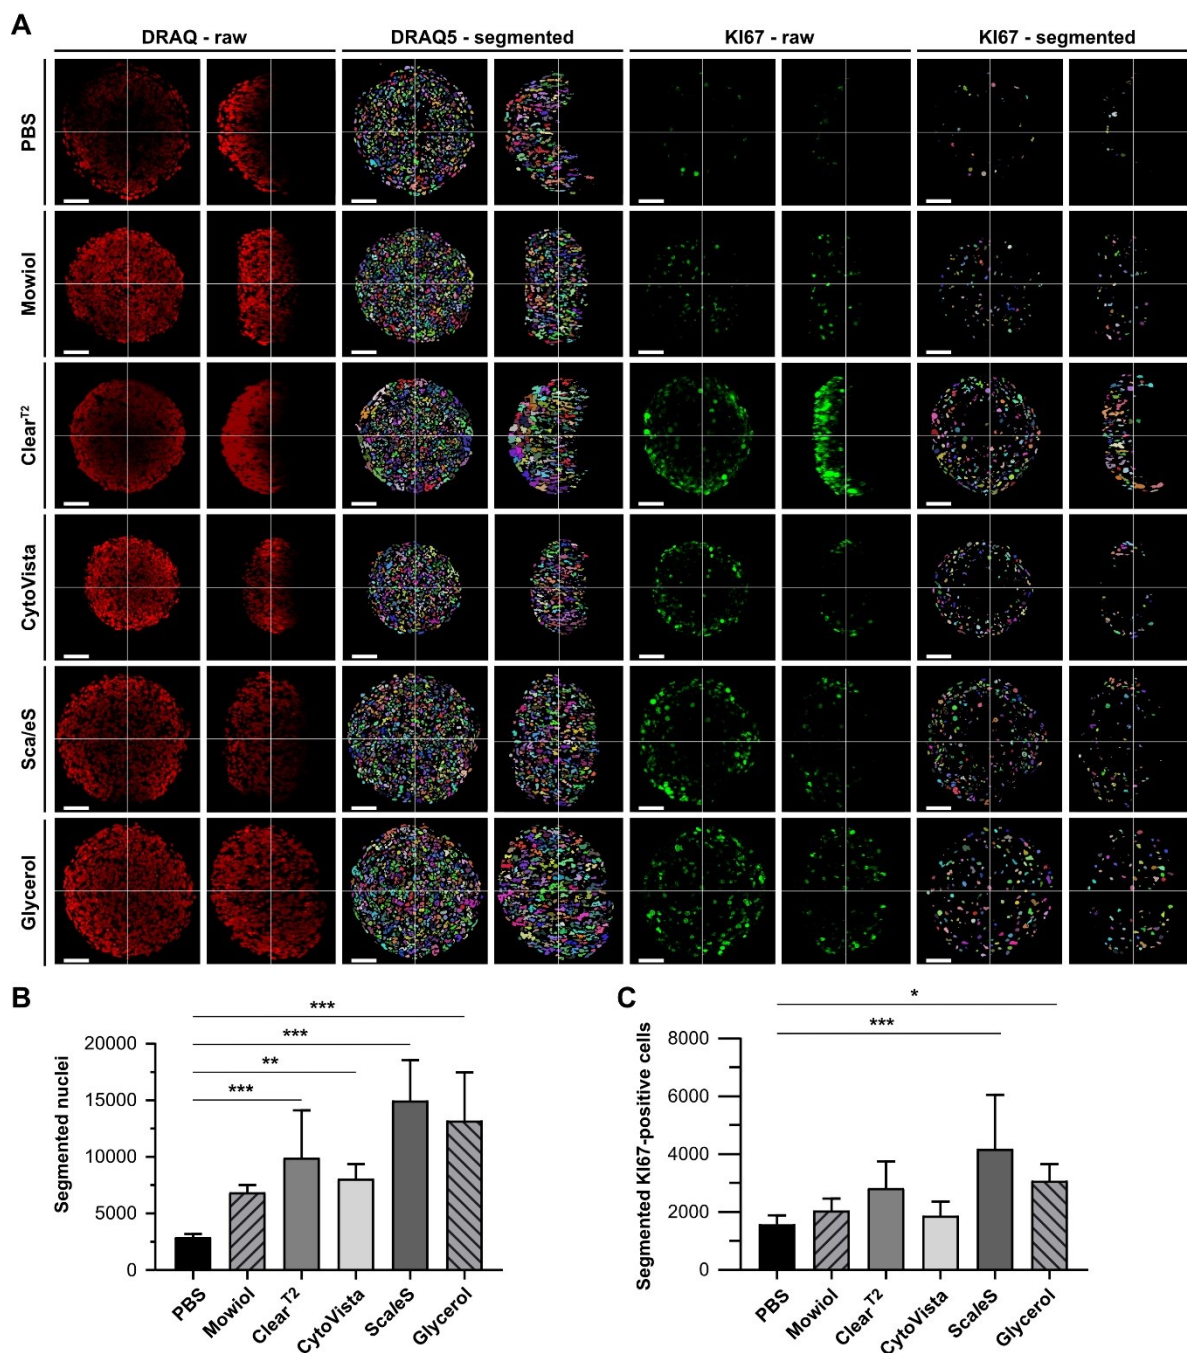 A
DRAQ - raw
DRAQ5 - segmented
KI67 - raw
KI67 - segmented
PBS
Mowiol
Clear^T2
CytoVista
ScaleS
Glycerol
B
Segmented nuclei
20000
15000
10000
5000
0
***
***
**
***
PBS
Mowiol
Clear^T2
CytoVista
ScaleS
Glycerol
C
Segmented KI67-positive cells
8000
6000
4000
2000
0
*
***
PBS
Mowiol
Clear^T2
CytoVista
ScaleS
Glycerol